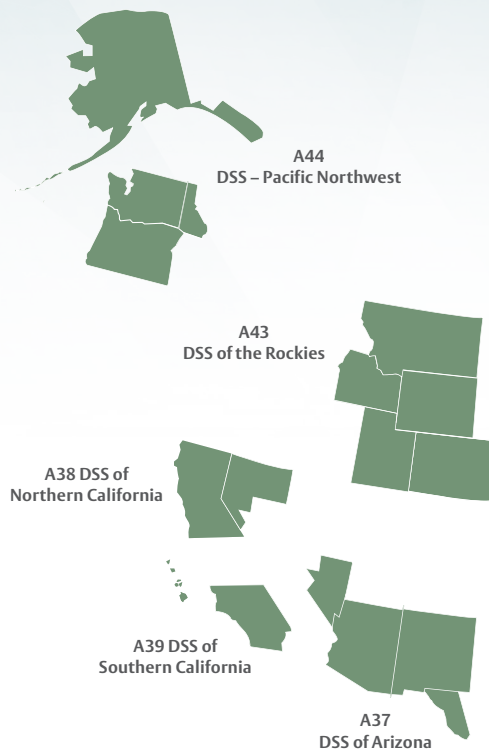 A44
DSS – Pacific Northwest
A43
DSS of the Rockies
A38 DSS of
Northern California
A39 DSS of
Southern California
A37
DSS of Arizona